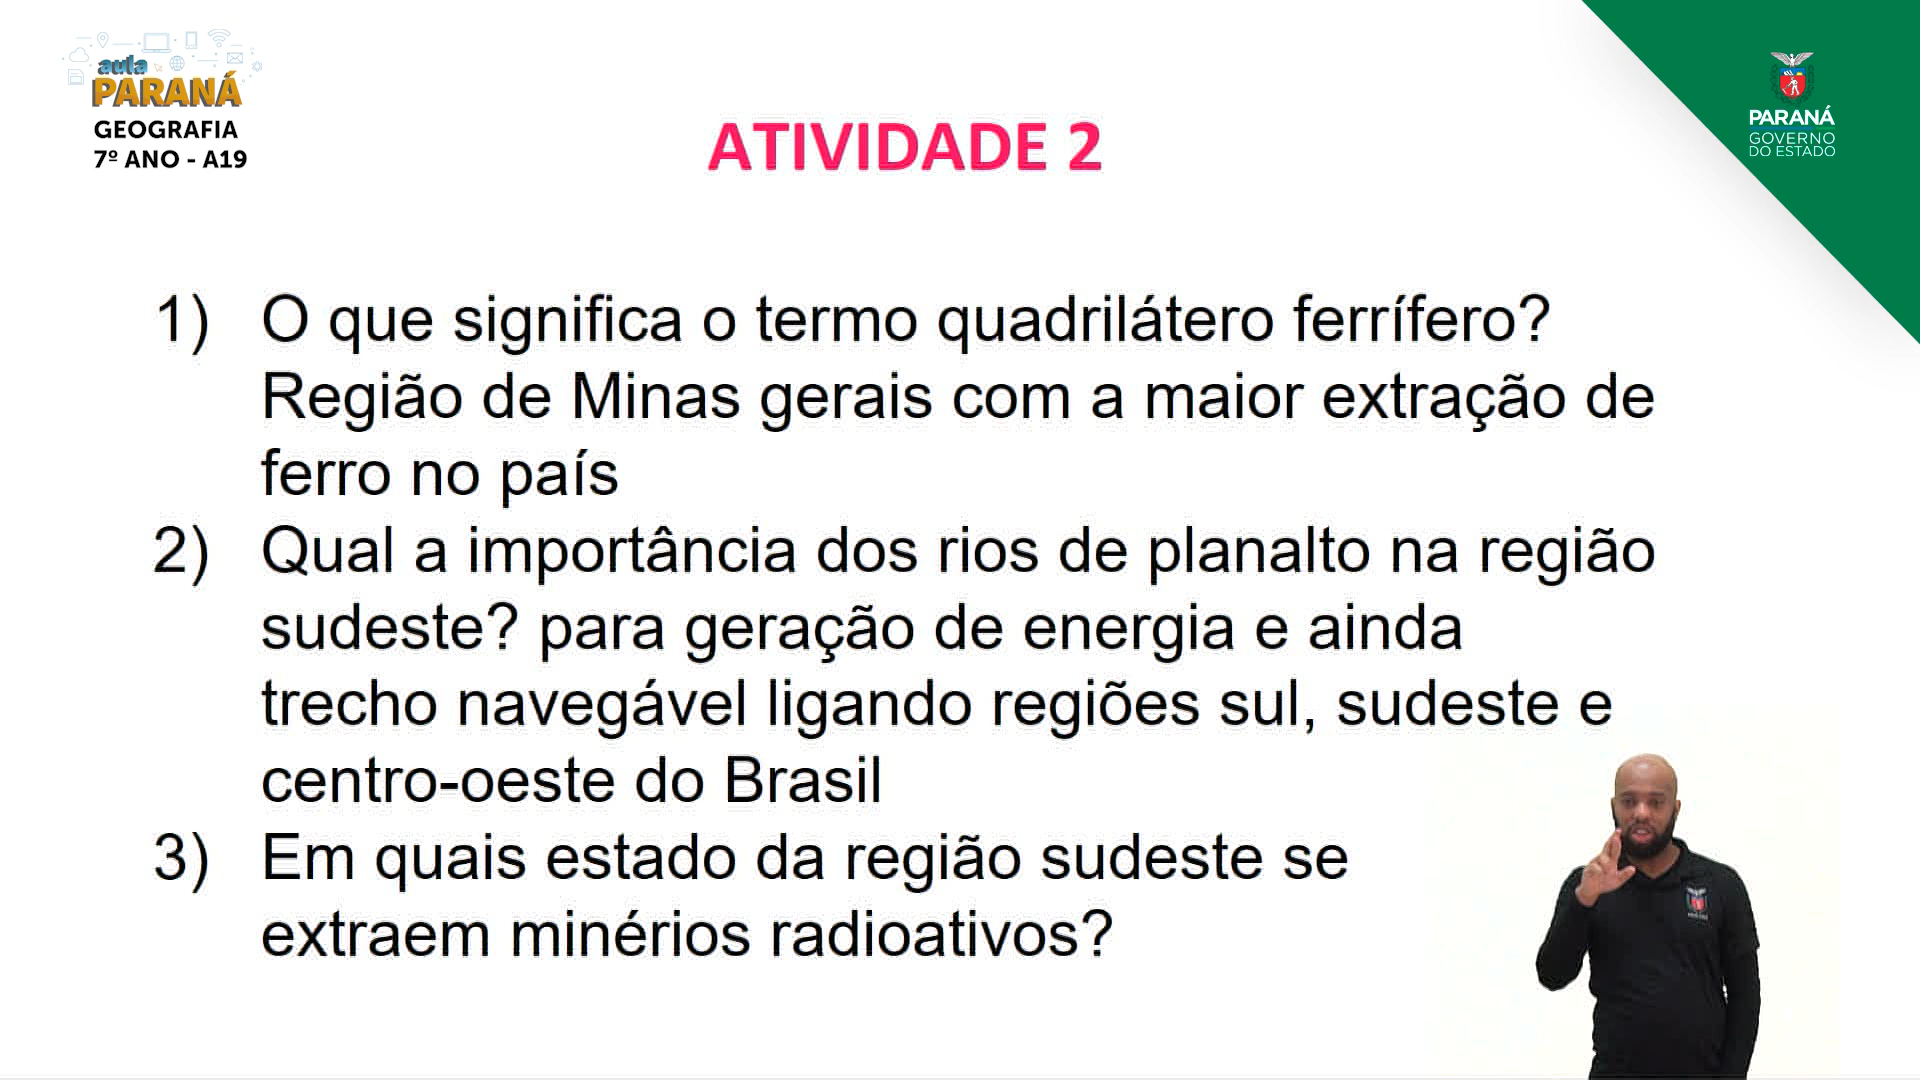 aula
PARANÁ
GEOGRAFIA
7º ANO - A19
ATIVIDADE 2
PARANÁ
GOVERNO
DO ESTADO
1) O que significa o termo quadrilátero ferrífero?
Região de Minas gerais com a maior extração de
ferro no país
2) Qual a importância dos rios de planalto na região
sudeste? para geração de energia e ainda
trecho navegável ligando regiões sul, sudeste e
centro-oeste do Brasil
3) Em quais estado da região sudeste se
extraem minérios radioativos?